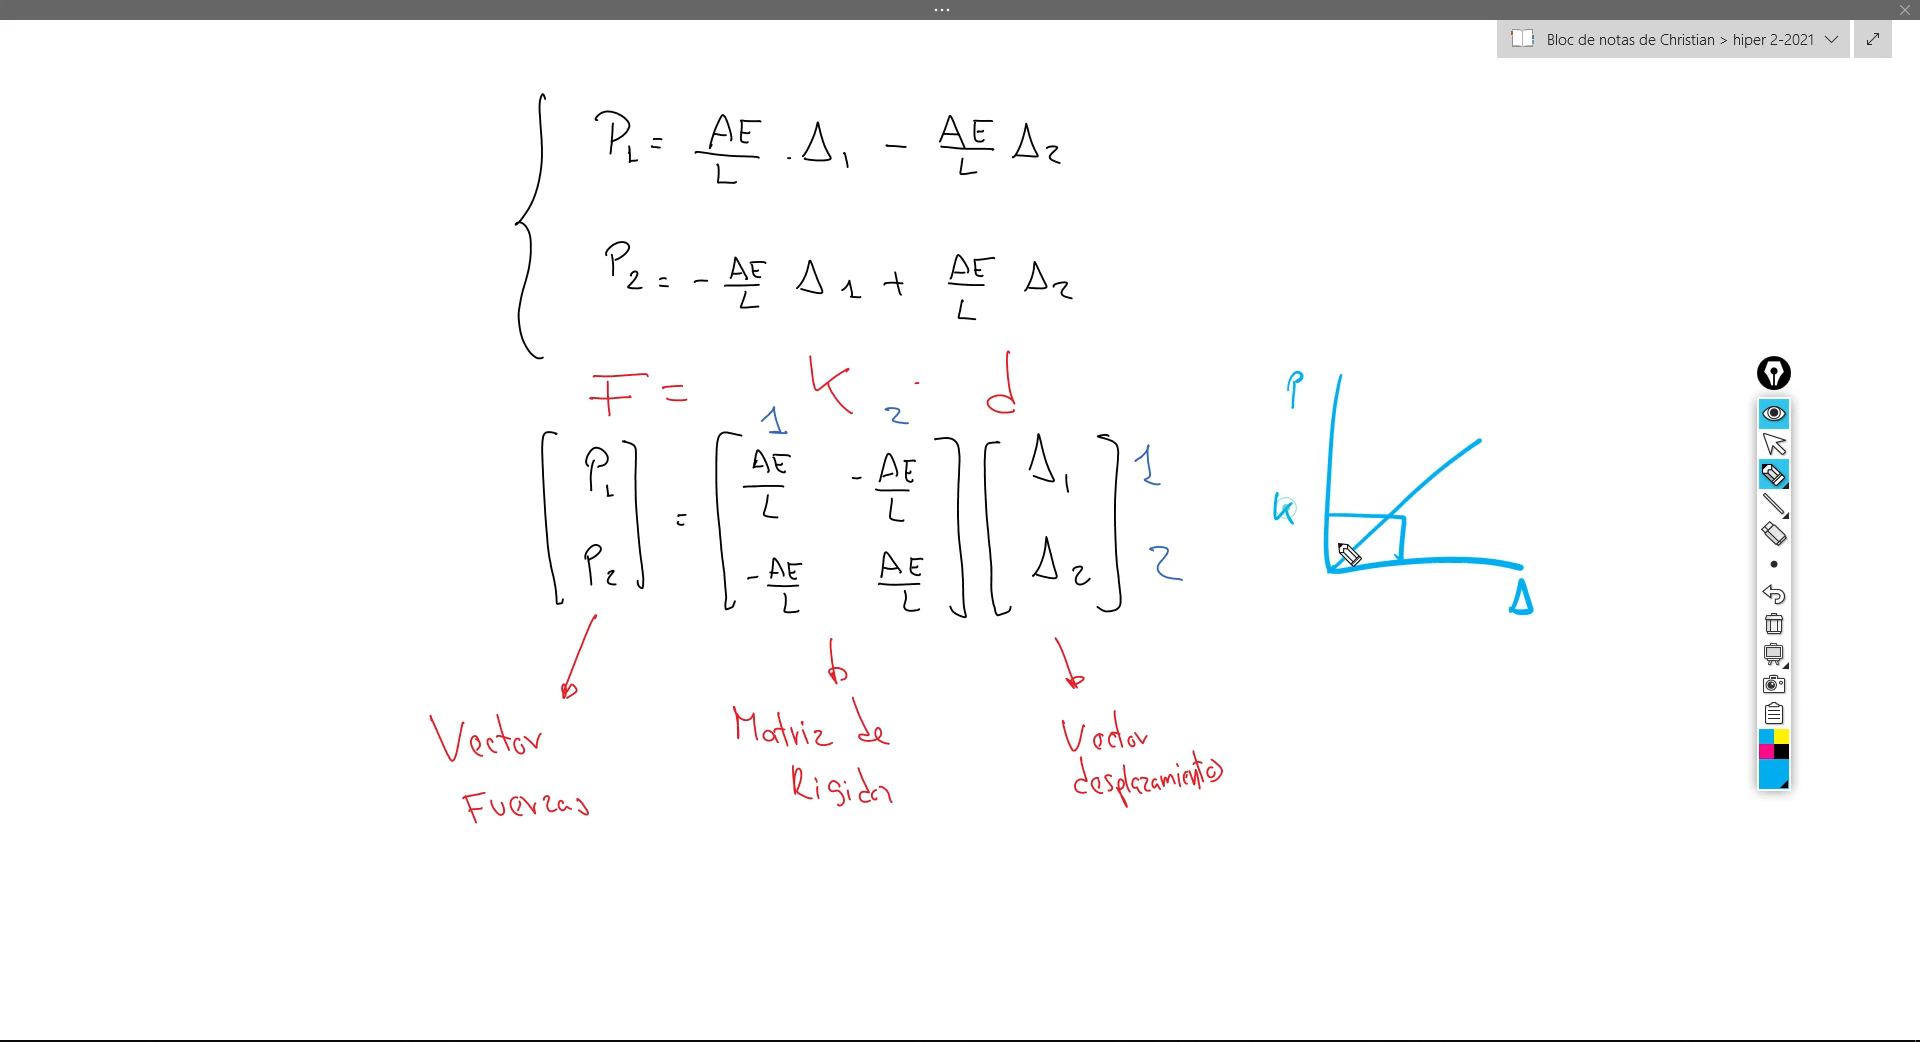 Bloc de notas de Christian > hiper 2-2021
P1 = AE/L . Δ1 - AE/L Δ2
P2 = - AE/L Δ1 + AE/L Δ2
F = K . d
1 2
[P1 P2] = [AE/L -AE/L -AE/L AE/L] [Δ1 Δ2] 1 2
P
K
Δ
Vector
Fuerzas
Matriz de
Rigidez
Vector
desplazamientos